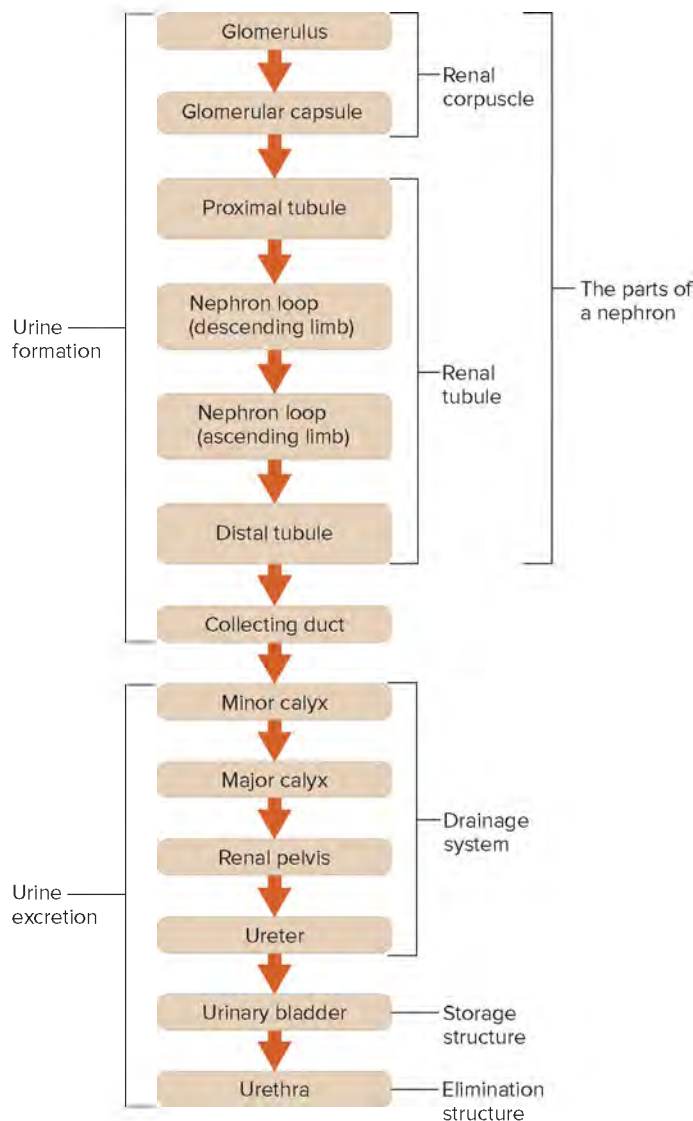 Glomerulus
Renal
corpuscle
Glomerular capsule
Proximal tubule
Nephron loop
(descending limb)
The parts of
a nephron
Urine
formation
Renal
tubule
Nephron loop
(ascending limb)
Distal tubule
Collecting duct
Minor calyx
Major calyx
Drainage
system
Renal pelvis
Urine
excretion
Ureter
Urinary bladder
Storage
structure
Urethra
Elimination
structure